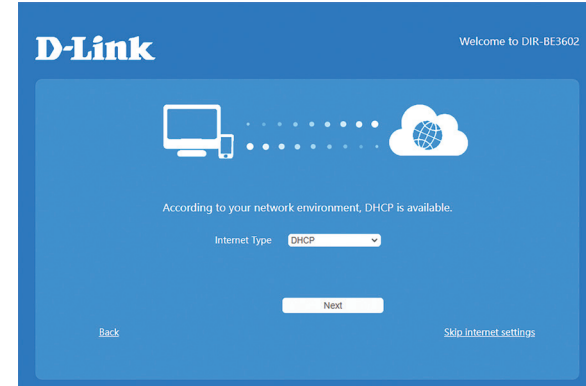 D-Link
Welcome to DIR-BE3602
According to your network environment, DHCP is available.
Internet Type DHCP
Next
Back Skip internet settings